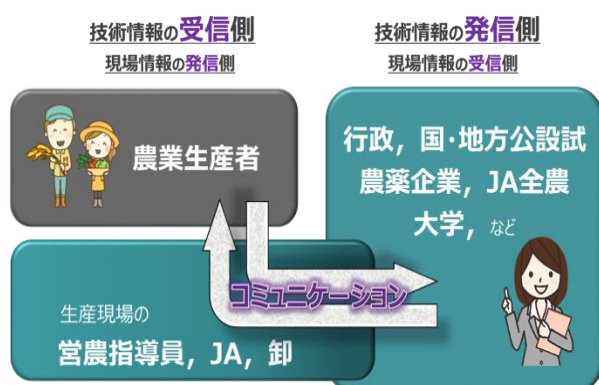 技術情報の受信側
現場情報の発信側
技術情報の発信側
現場情報の受信側
農業生産者
行政，国･地方公設試
農薬企業，JA全農
大学，など
コミュニケーション
生産現場の
営農指導員，JA，卸